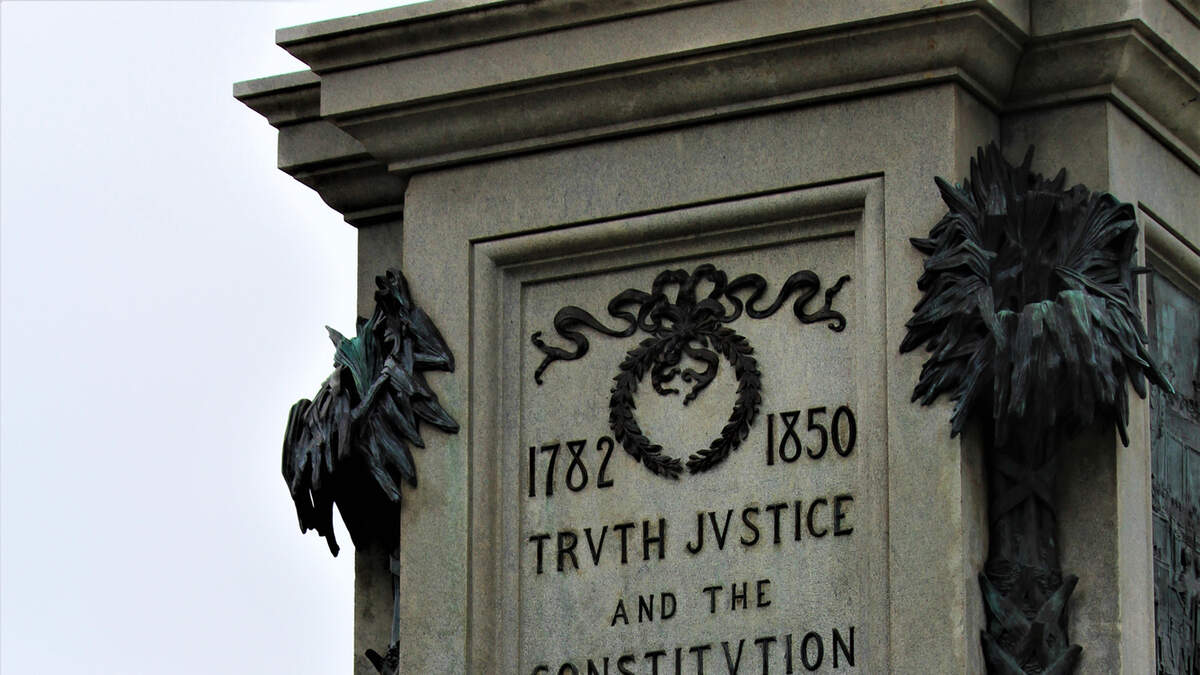 1782 1850
TRVTH JVSTICE
AND THE
CONSTITVTION